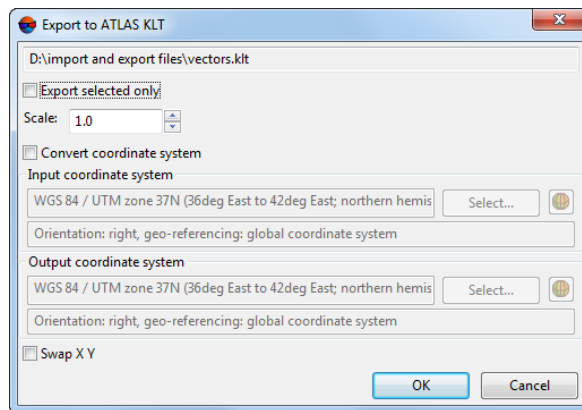 Export to ATLAS KLT
D:\import and export files\vectors.klt
Export selected only
Scale: 1.0
Convert coordinate system
Input coordinate system
WGS 84 / UTM zone 37N (36deg East to 42deg East; northern hemis Select...
Orientation: right, geo-referencing: global coordinate system
Output coordinate system
WGS 84 / UTM zone 37N (36deg East to 42deg East; northern hemis Select...
Orientation: right, geo-referencing: global coordinate system
Swap X Y
OK Cancel